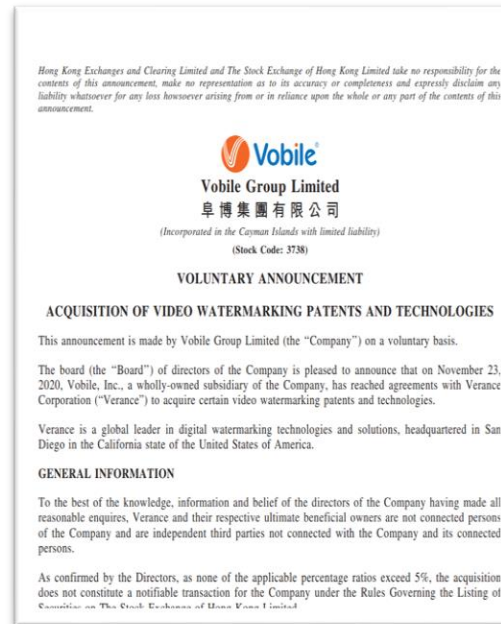 Hong Kong Exchanges and Clearing Limited and The Stock Exchange of Hong Kong Limited take no responsibility for the
contents of this announcement, make no representation as to its accuracy or completeness and expressly disclaim any
liability whatsoever for any loss howsoever arising from or in reliance upon the whole or any part of the contents of this
announcement.
Vobile
Vobile Group Limited
阜博集團有限公司
(Incorporated in the Cayman Islands with limited liability)
(Stock Code: 3738)
VOLUNTARY ANNOUNCEMENT
ACQUISITION OF VIDEO WATERMARKING PATENTS AND TECHNOLOGIES
This announcement is made by Vobile Group Limited (the “Company”) on a voluntary basis.
The board (the “Board”) of directors of the Company is pleased to announce that on November 23,
2020, Vobile, Inc., a wholly-owned subsidiary of the Company, has reached agreements with Verance
Corporation (“Verance”) to acquire certain video watermarking patents and technologies.
Verance is a global leader in digital watermarking technologies and solutions, headquartered in San
Diego in the California state of the United States of America.
GENERAL INFORMATION
To the best of the knowledge, information and belief of the directors of the Company having made all
reasonable enquires, Verance and their respective ultimate beneficial owners are not connected persons
of the Company and are independent third parties not connected with the Company and its connected
persons.
As confirmed by the Directors, as none of the applicable percentage ratios exceed 5%, the acquisition
does not constitute a notifiable transaction for the Company under the Rules Governing the Listing of
Securities on The Stock Exchange of Hong Kong Limited